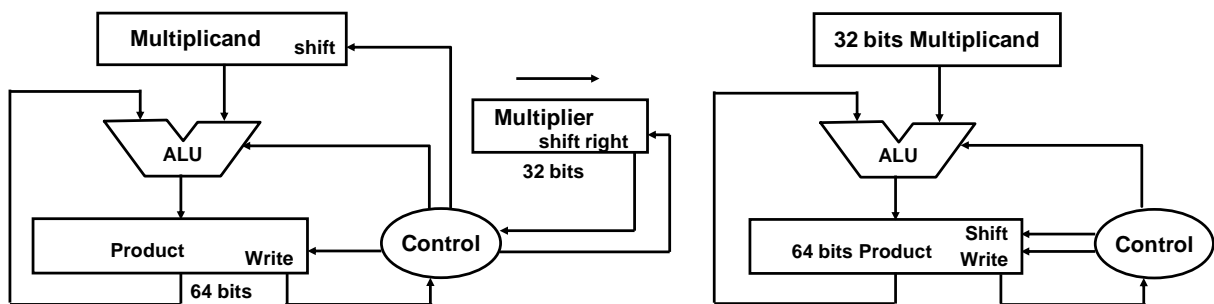 Multiplicand
shift
ALU
Multiplier
shift right
32 bits
Product
Write
64 bits
Control
32 bits Multiplicand
ALU
64 bits Product
Shift
Write
Control